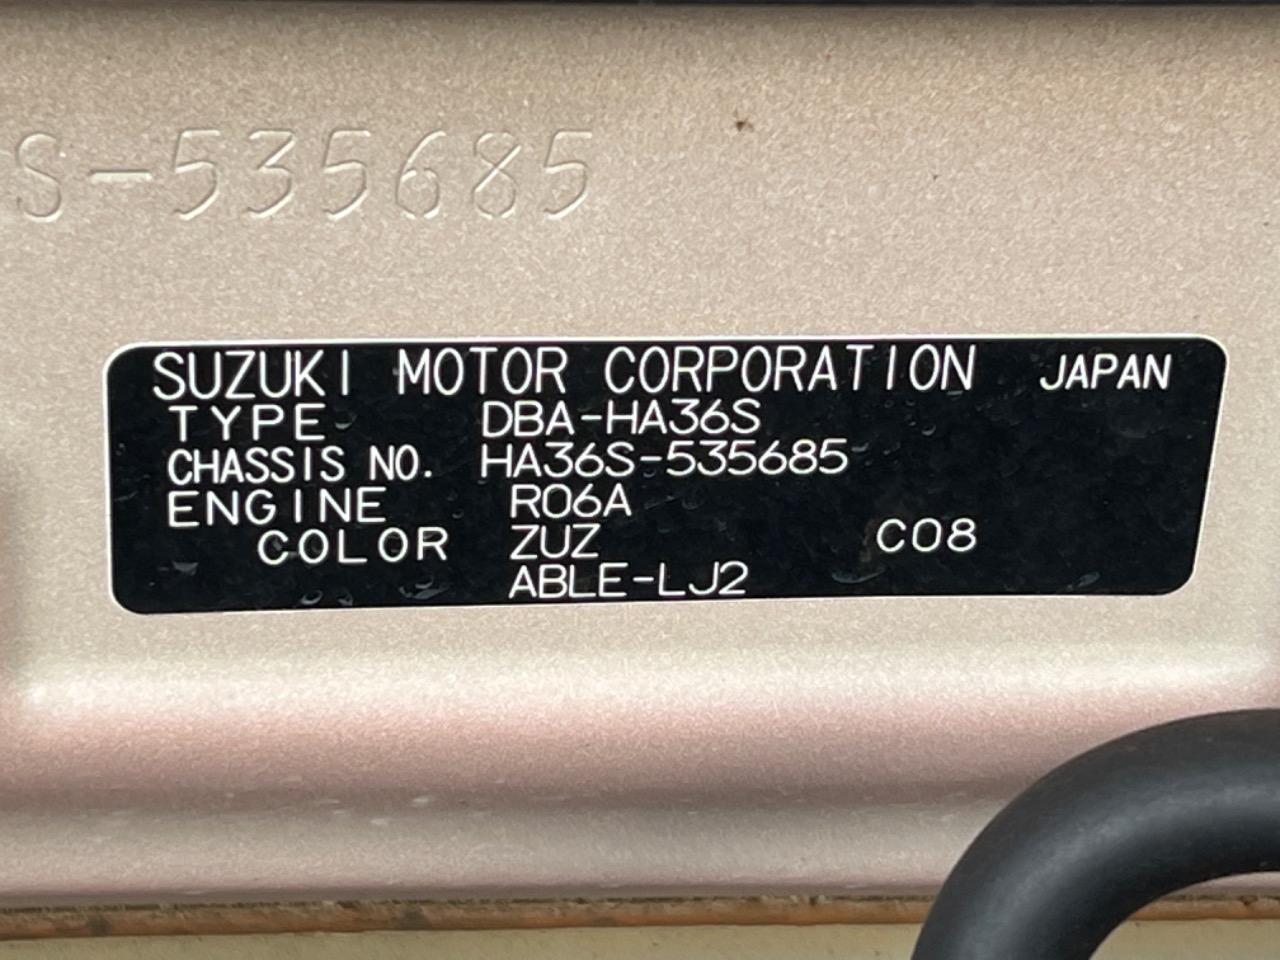 S-535685
SUZUKI MOTOR CORPORATION JAPAN
TYPE DBA-HA36S
CHASSIS NO. HA36S-535685
ENGINE R06A
COLOR ZUZ C08
ABLE-LJ2